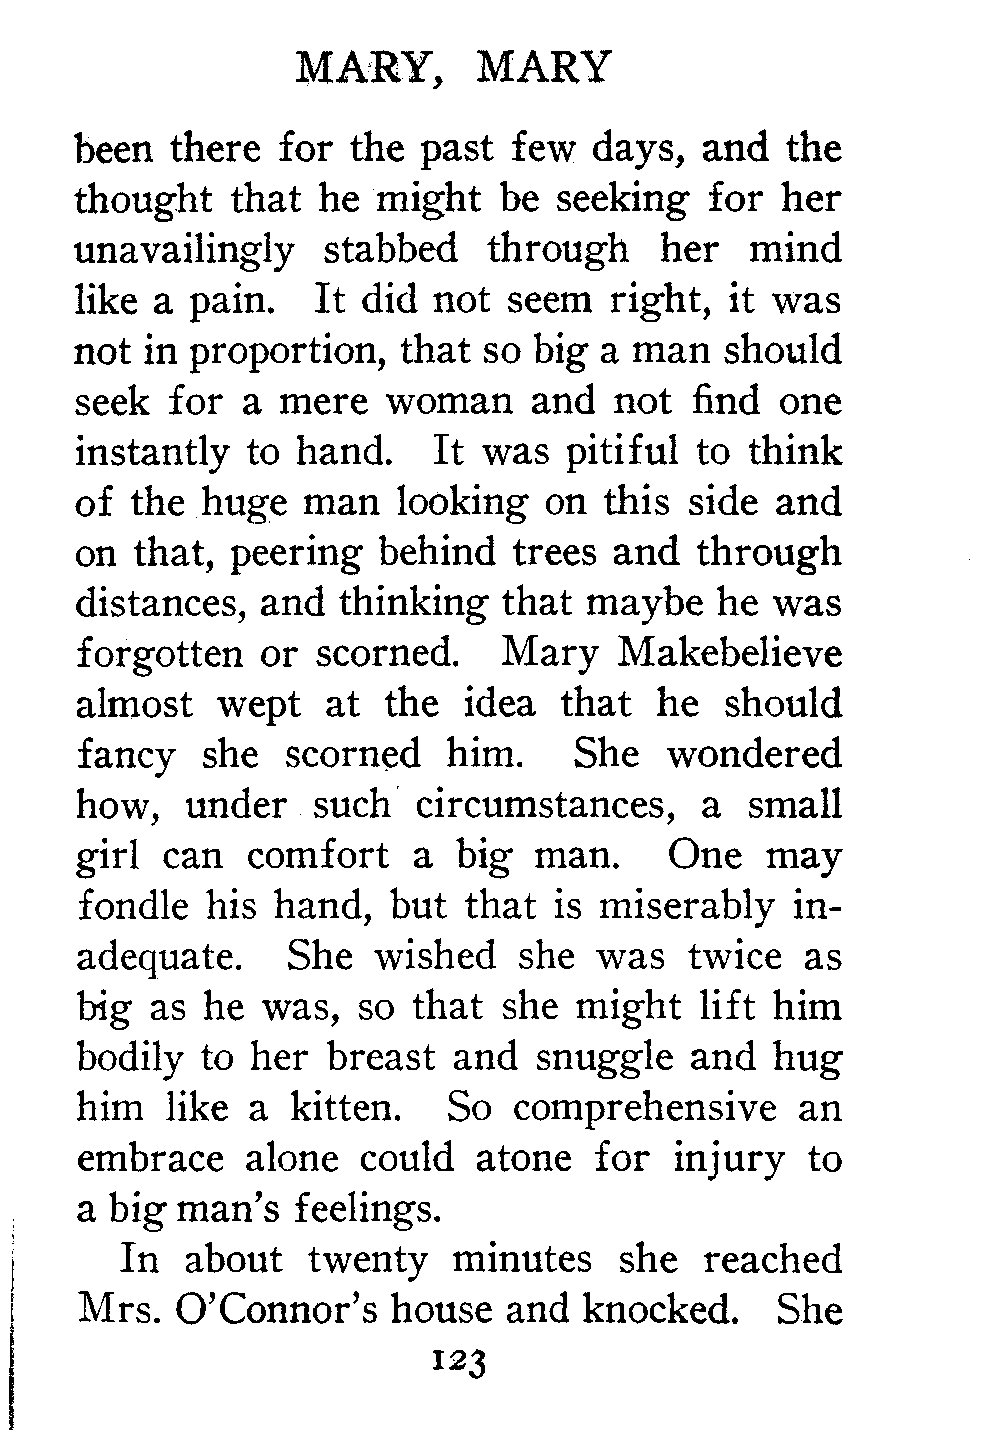 MARY, MARY
been there for the past few days, and the
thought that he might be seeking for her
unavailingly stabbed through her mind
like a pain. It did not seem right, it was
not in proportion, that so big a man should
seek for a mere woman and not find one
instantly to hand. It was pitiful to think
of the huge man looking on this side and
on that, peering behind trees and through
distances, and thinking that maybe he was
forgotten or scorned. Mary Makebelieve
almost wept at the idea that he should
fancy she scorned him. She wondered
how, under such circumstances, a small
girl can comfort a big man. One may
fondle his hand, but that is miserably in-
adequate. She wished she was twice as
big as he was, so that she might lift him
bodily to her breast and snuggle and hug
him like a kitten. So comprehensive an
embrace alone could atone for injury to
a big man's feelings.
In about twenty minutes she reached
Mrs. O'Connor's house and knocked. She
123